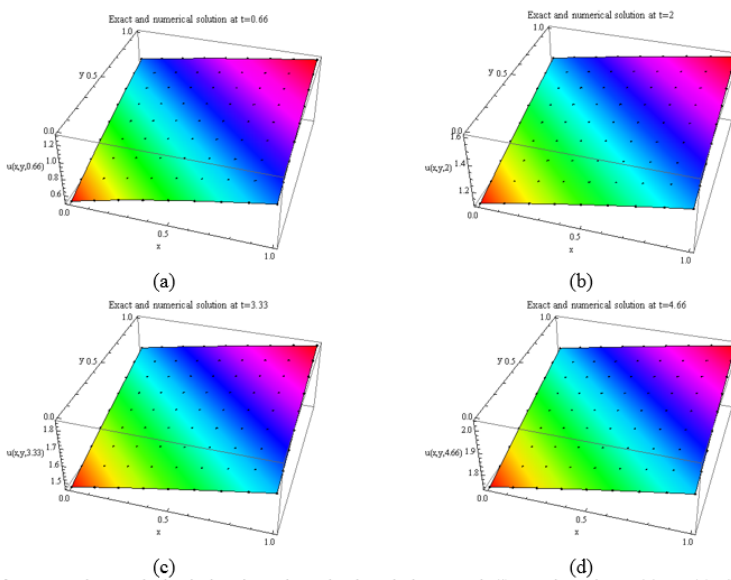 Exact and numerical solution at t=0.66
1.0
y 0.5
0.0
1.2
1.0
u(x,y,0.66)
0.8
0.6
0.0
0.5
x
1.0
(a)
Exact and numerical solution at t=2
1.0
y 0.5
0.0
1.6
u(x,y,2)
1.4
1.2
0.0
0.5
x
1.0
(b)
Exact and numerical solution at t=3.33
1.0
y 0.5
0.0
1.8
1.7
u(x,y,3.33)
1.6
1.5
0.0
0.5
x
1.0
(c)
Exact and numerical solution at t=4.66
1.0
y 0.5
0.0
2.0
1.9
u(x,y,4.66)
1.8
0.0
0.5
x
1.0
(d)